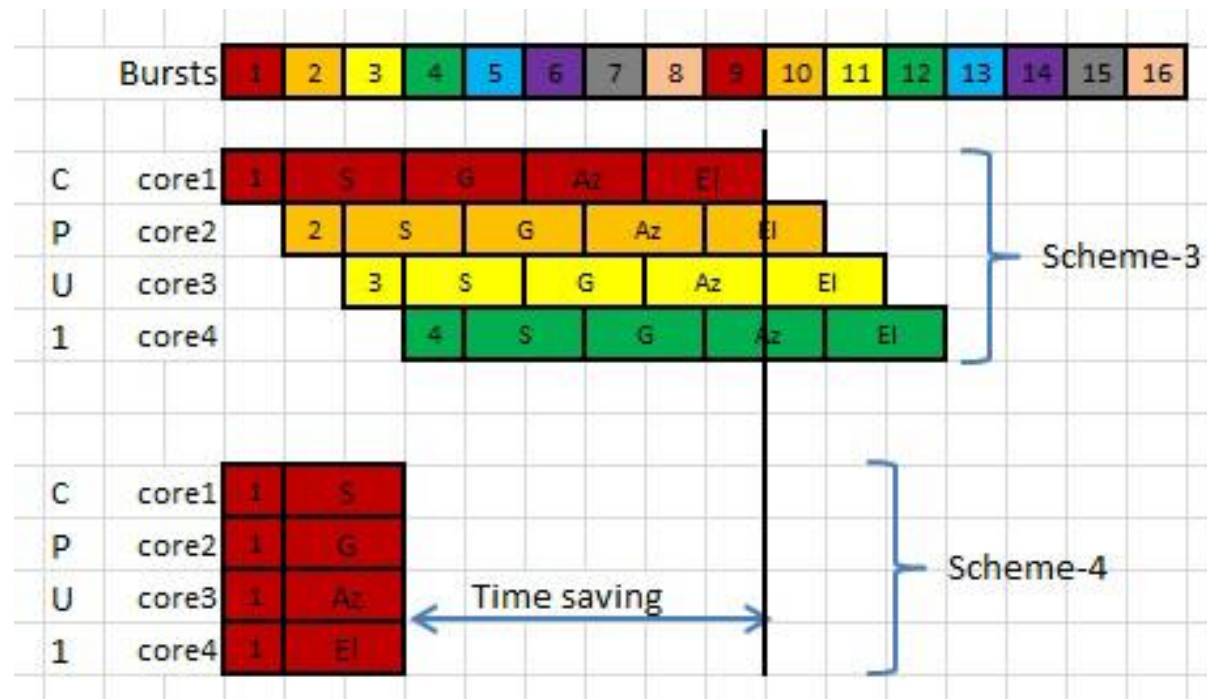 Bursts 1 2 3 4 5 6 7 8 9 10 11 12 13 14 15 16
C core1 1 S G Az El
P core2 2 S G Az El
U core3 3 S G Az El
1 core4 4 S G Az El
Scheme-3
C core1 1 S
P core2 1 G
U core3 1 Az
1 core4 1 El
Time saving
Scheme-4